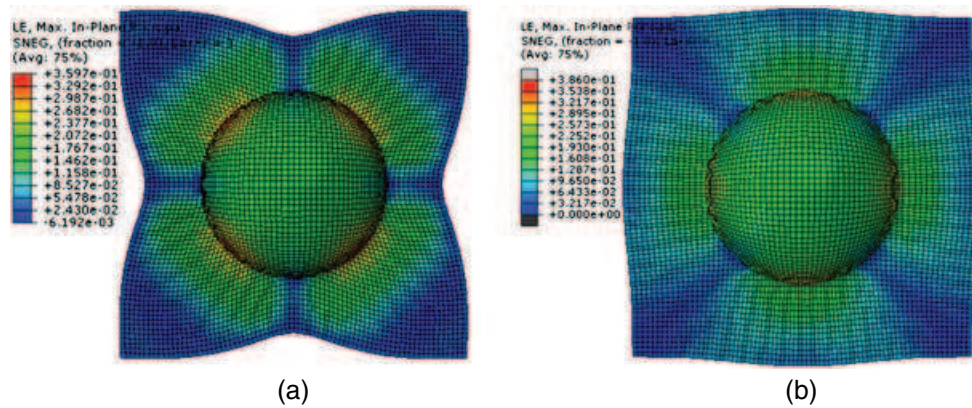 LE, Max. In-Plane
SNEG, (fraction =
(Avg: 75%)
+3.597e-01
+3.292e-01
+2.987e-01
+2.682e-01
+2.377e-01
+2.072e-01
+1.767e-01
+1.462e-01
+1.158e-01
+8.527e-02
+5.478e-02
+2.430e-02
-6.192e-03
(a)
LE, Max. In-Plane
SNEG, (fraction =
(Avg: 75%)
+3.860e-01
+3.538e-01
+3.217e-01
+2.895e-01
+2.573e-01
+2.252e-01
+1.930e-01
+1.608e-01
+1.287e-01
+9.650e-02
+6.433e-02
+3.217e-02
+0.000e+00
(b)